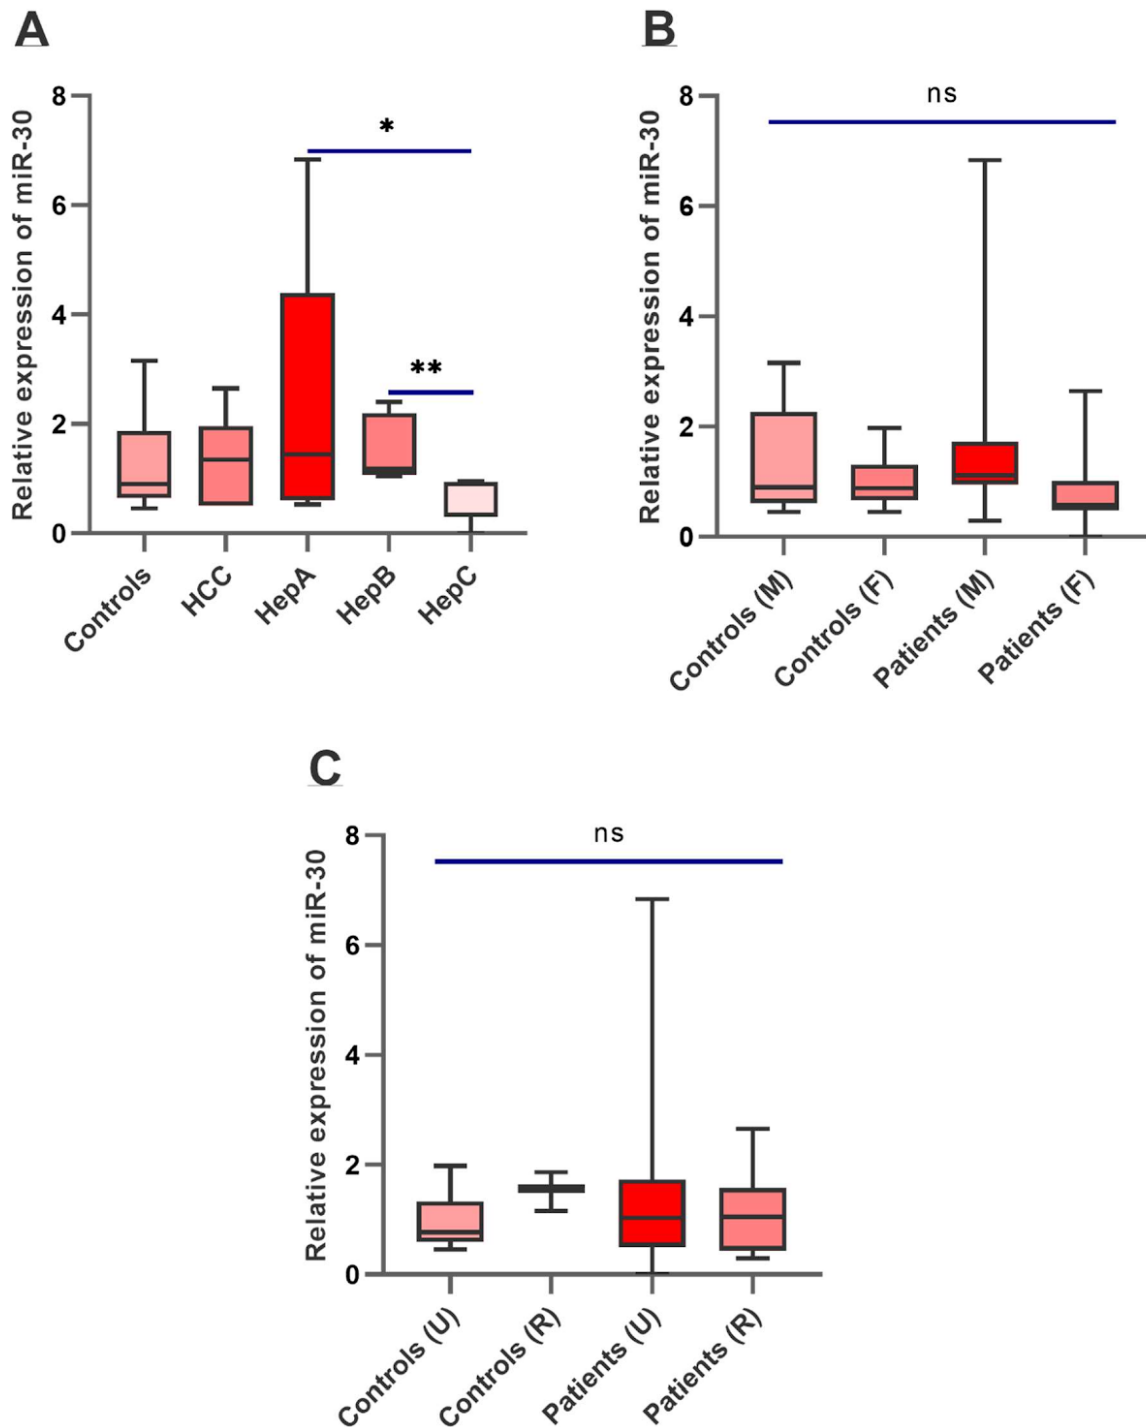 A
Relative expression of miR-30
8
6
4
2
0
*
**
Controls
HCC
HepA
HepB
HepC
B
Relative expression of miR-30
8
6
4
2
0
ns
Controls (M)
Controls (F)
Patients (M)
Patients (F)
C
Relative expression of miR-30
8
6
4
2
0
ns
Controls (U)
Controls (R)
Patients (U)
Patients (R)